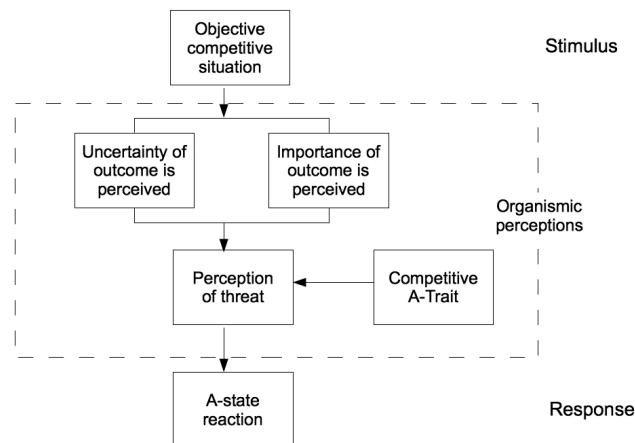 Objective
competitive
situation
Stimulus
Uncertainty of
outcome is
perceived
Importance of
outcome is
perceived
Organismic
perceptions
Perception
of threat
Competitive
A-Trait
A-state
reaction
Response